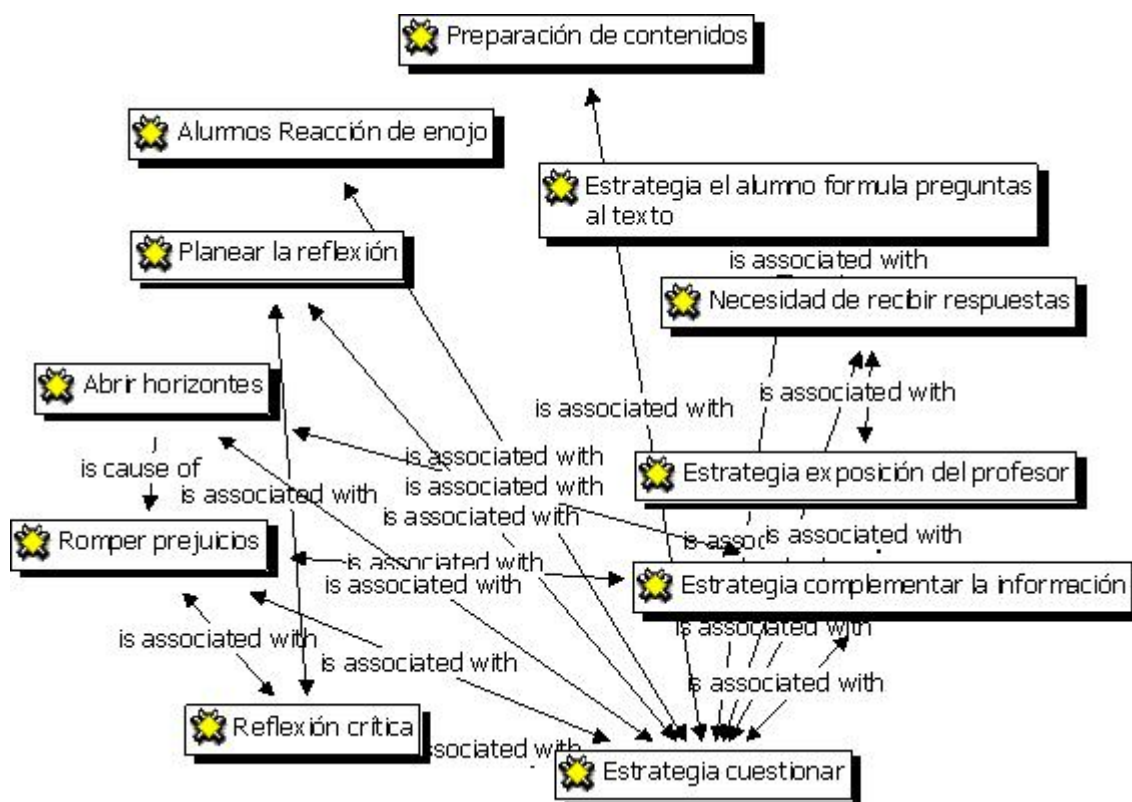 Preparación de contenidos
Alumnos Reacción de enojo
Estrategia el alumno formula preguntas
al texto
Planear la reflexión
is associated with
Necesidad de recibir respuestas
Abrir horizontes
is associated with
is associated with
is associated with
is cause of
Estrategia exposición del profesor
is associated with
is associated with
is associated with
Romper prejuicios
is associated with
is associated with
Estrategia complementar la información
is associated with
is associated with
is associated with
is associated with
is associated with
Reflexión crítica
associated with
Estrategia cuestionar